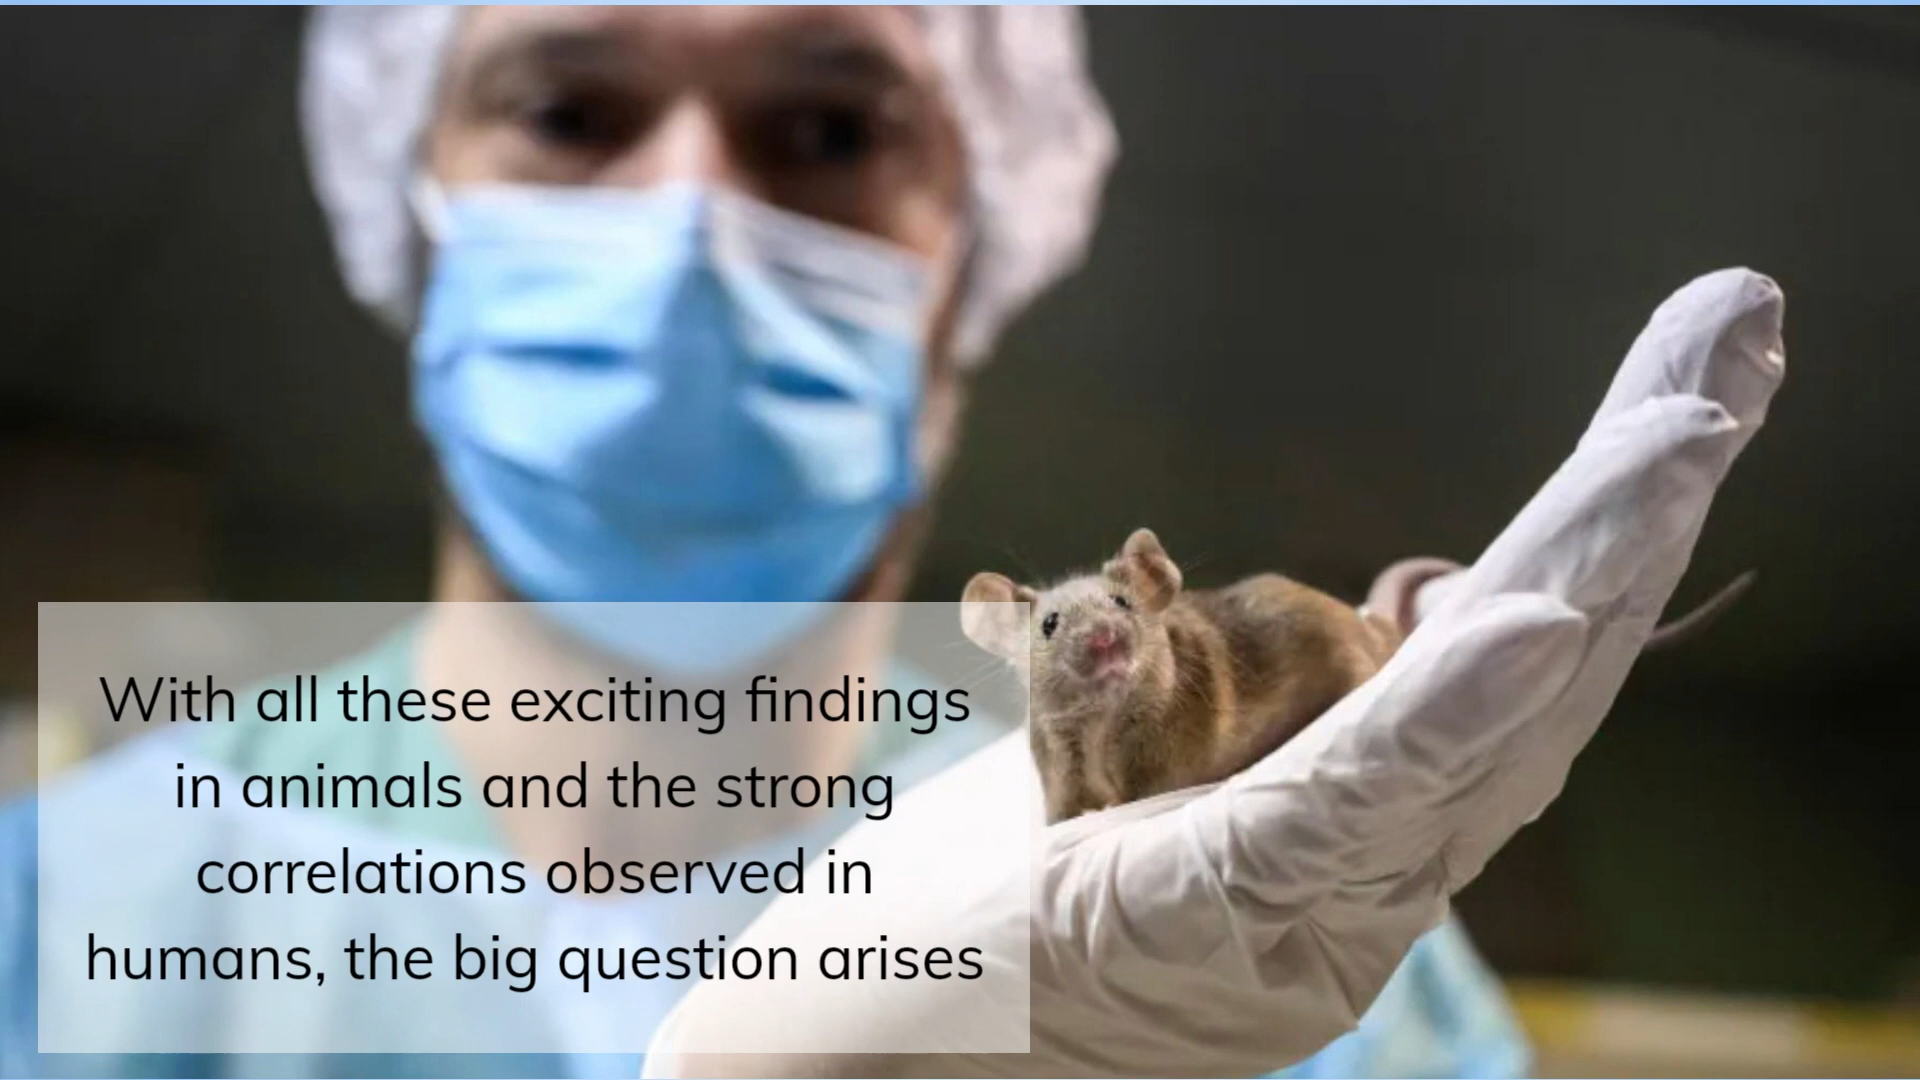 With all these exciting findings
in animals and the strong
correlations observed in
humans, the big question arises